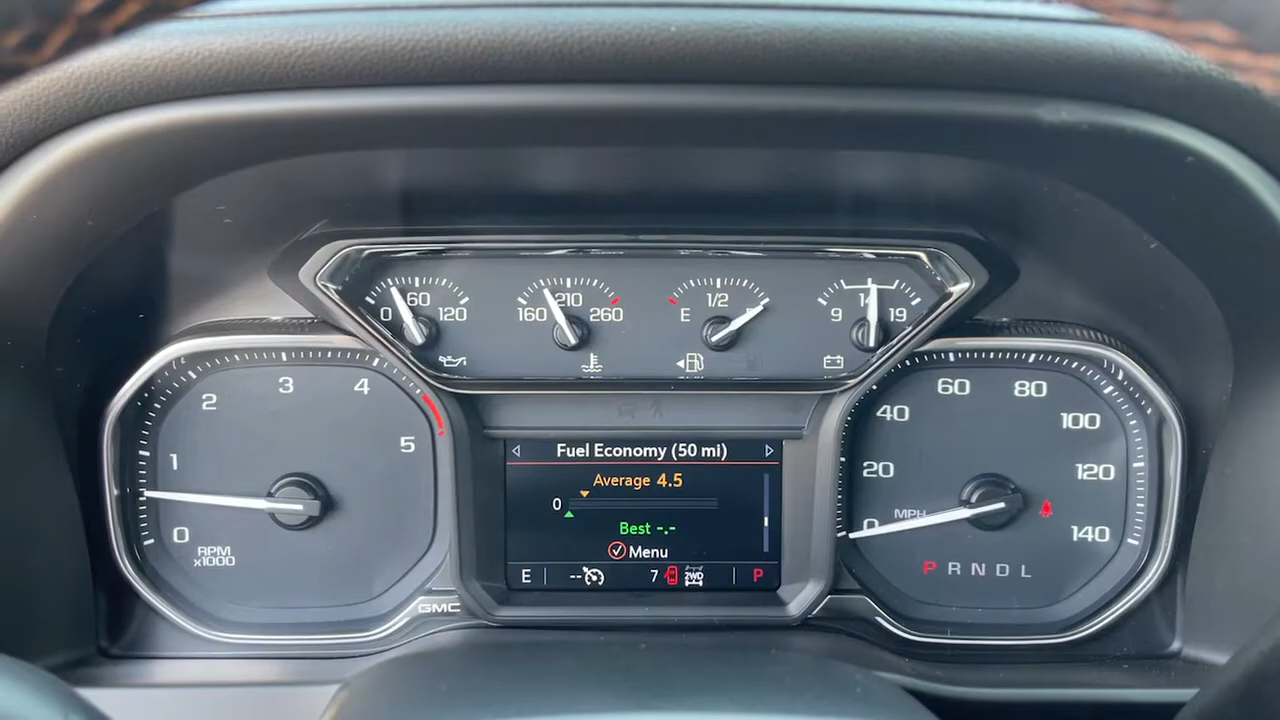 0 60 120
160 210 260
E 1/2
9 14 19
0 1 2 3 4 5
RPM
x1000
GMC
Fuel Economy (50 mi)
Average 4.5
0
Best -.-
Menu
E -- 7 2WD P
0 20 40 60 80 100 120 140
MPH
P R N D L